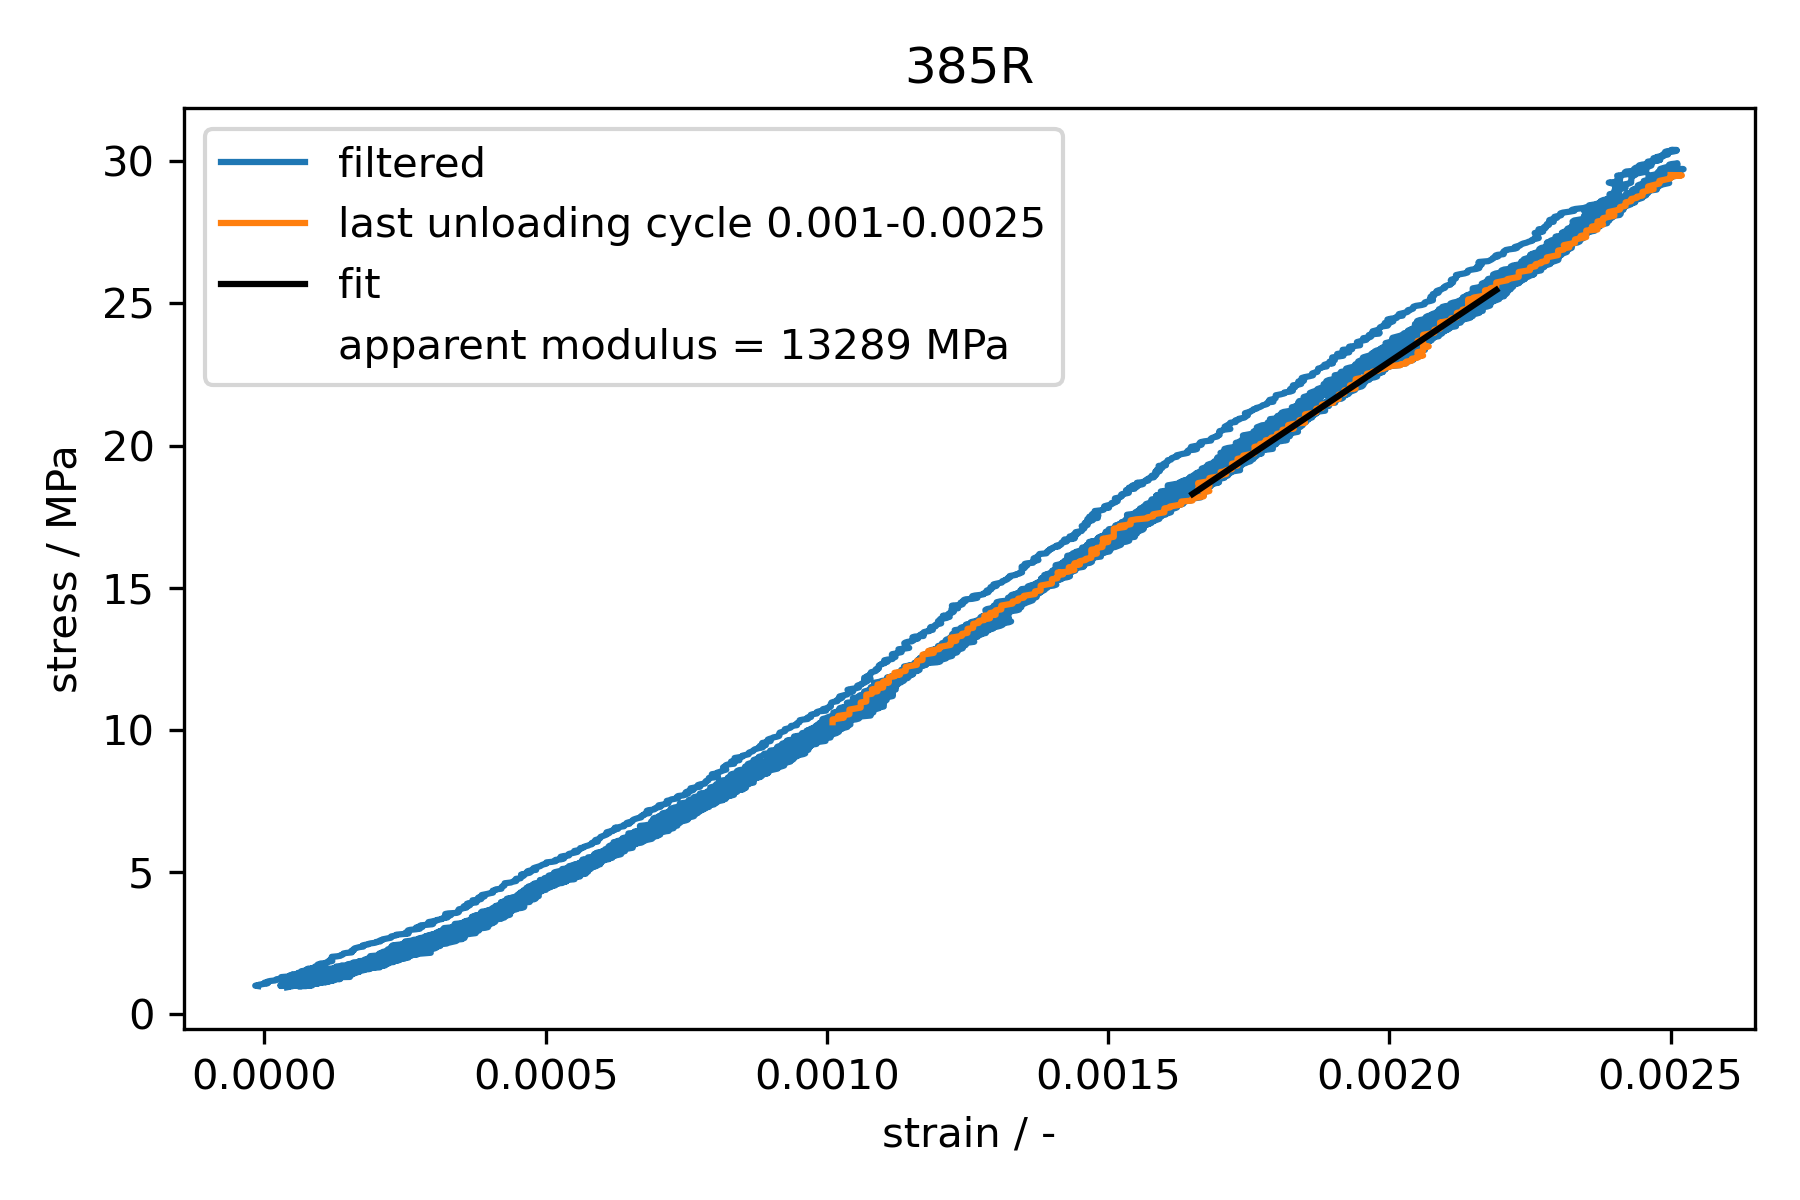 385R
filtered
last unloading cycle 0.001-0.0025
fit
apparent modulus = 13289 MPa
stress / MPa
30
25
20
15
10
5
0
0.0000 0.0005 0.0010 0.0015 0.0020 0.0025
strain / -